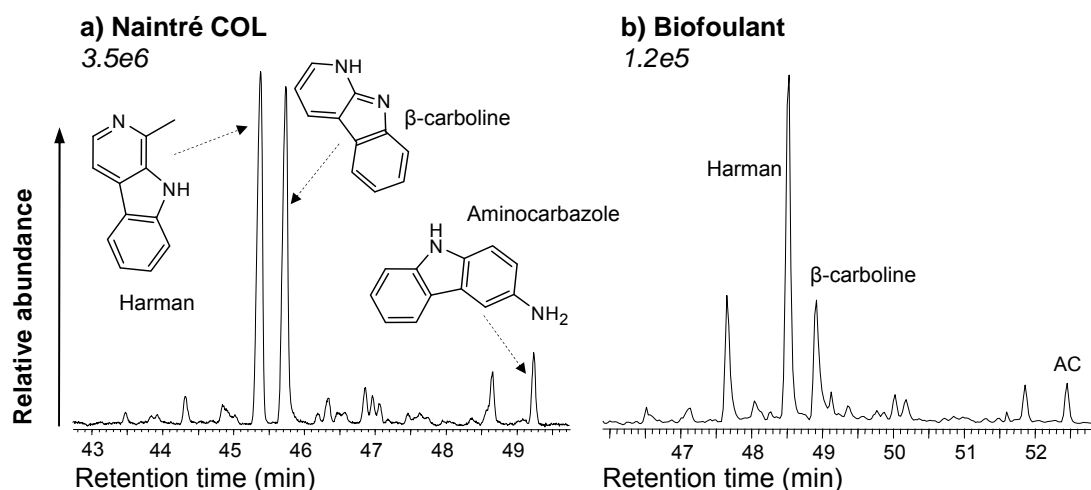 a) Naintré COL
3.5e6
b) Biofoulant
1.2e5
NH
N
β-carboline
N
NH
Harman
Aminocarbazole
H
N
NH2
Harman
β-carboline
AC
Relative abundance
43 44 45 46 47 48 49
Retention time (min)
47 48 49 50 51 52
Retention time (min)